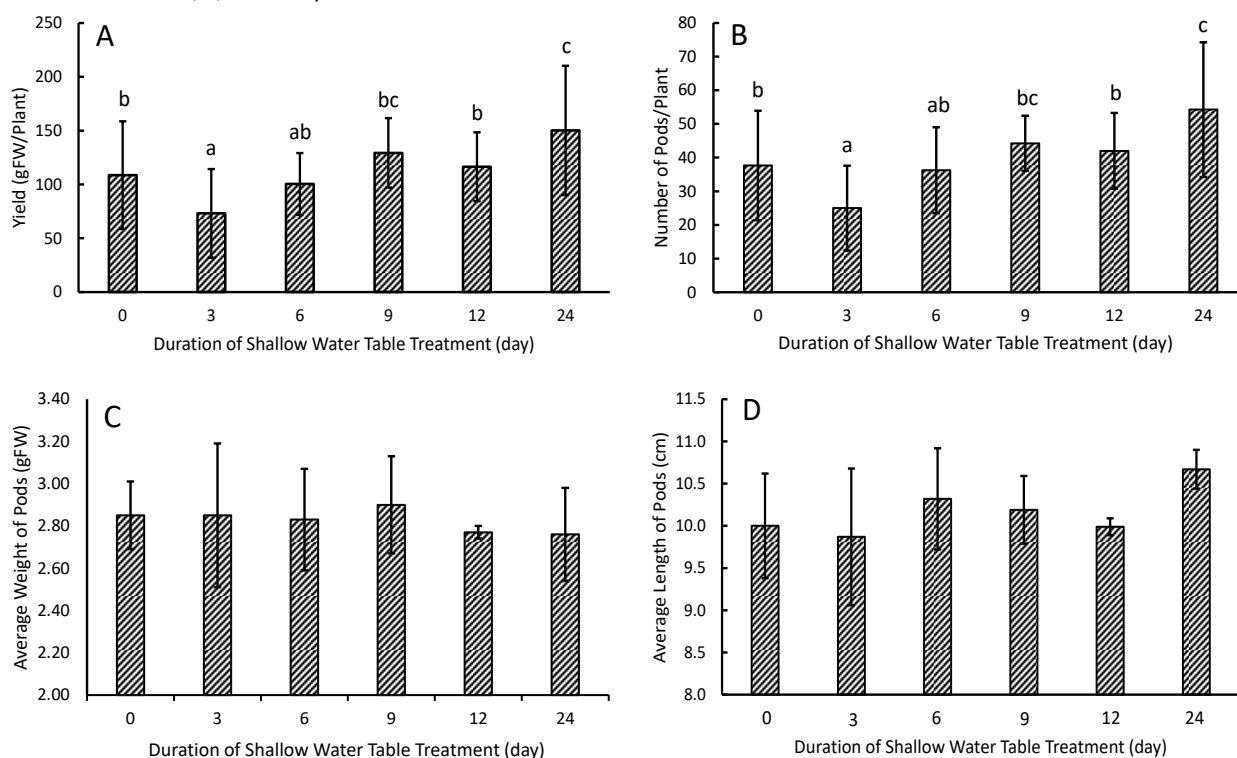 A
Yield (gFW/Plant)
250
200
150
100
50
0
b
a
ab
bc
b
c
0 3 6 9 12 24
Duration of Shallow Water Table Treatment (day)
B
Number of Pods/Plant
80
70
60
50
40
30
20
10
0
b
a
ab
bc
b
c
0 3 6 9 12 24
Duration of Shallow Water Table Treatment (day)
C
Average Weight of Pods (gFW)
3.40
3.20
3.00
2.80
2.60
2.40
2.20
2.00
0 3 6 9 12 24
Duration of Shallow Water Table Treatment (day)
D
Average Length of Pods (cm)
11.5
11.0
10.5
10.0
9.5
9.0
8.5
8.0
0 3 6 9 12 24
Duration of Shallow Water Table Treatment (day)